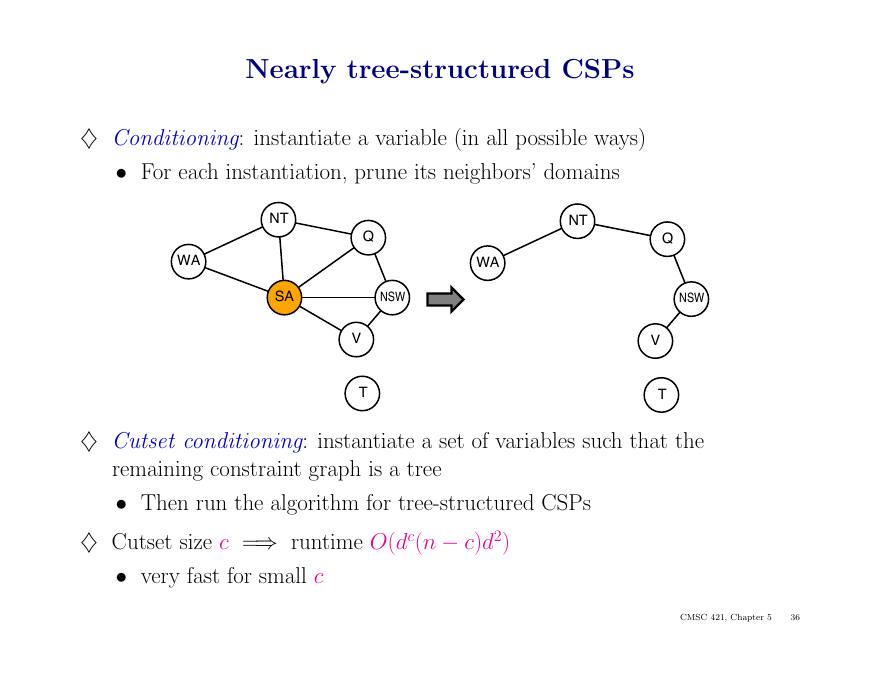 Nearly tree-structured CSPs
♢ Conditioning: instantiate a variable (in all possible ways)
• For each instantiation, prune its neighbors' domains
NT
Q
WA
SA
NSW
V
T
NT
Q
WA
NSW
V
T
♢ Cutset conditioning: instantiate a set of variables such that the
remaining constraint graph is a tree
• Then run the algorithm for tree-structured CSPs
♢ Cutset size c ⟹ runtime O(dᶜ(n − c)d²)
• very fast for small c
CMSC 421, Chapter 5 36